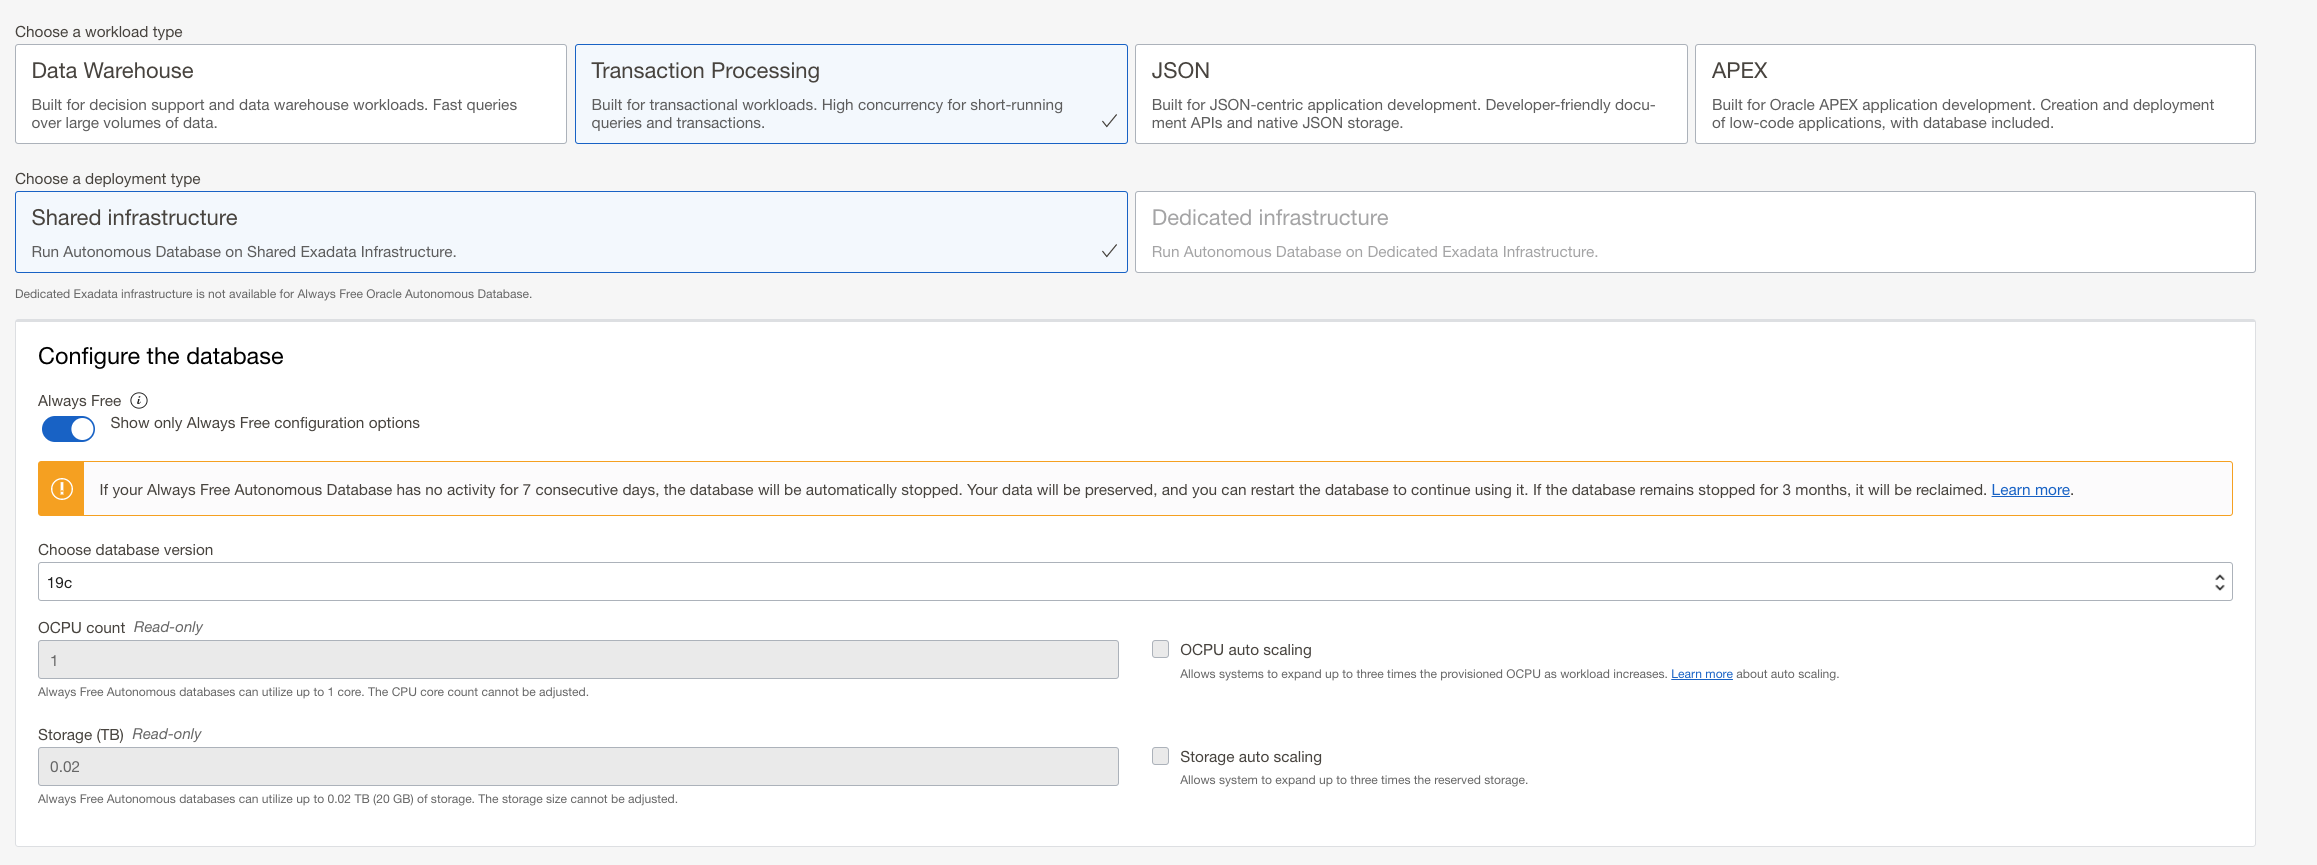 Choose a workload type
Data Warehouse
Built for decision support and data warehouse workloads. Fast queries
over large volumes of data.
Transaction Processing
Built for transactional workloads. High concurrency for short-running
queries and transactions.
JSON
Built for JSON-centric application development. Developer-friendly docu-
ment APIs and native JSON storage.
APEX
Built for Oracle APEX application development. Creation and deployment
of low-code applications, with database included.
Choose a deployment type
Shared infrastructure
Run Autonomous Database on Shared Exadata Infrastructure.
Dedicated infrastructure
Run Autonomous Database on Dedicated Exadata Infrastructure.
Dedicated Exadata infrastructure is not available for Always Free Oracle Autonomous Database.
Configure the database
Always Free
Show only Always Free configuration options
If your Always Free Autonomous Database has no activity for 7 consecutive days, the database will be automatically stopped. Your data will be preserved, and you can restart the database to continue using it. If the database remains stopped for 3 months, it will be reclaimed. Learn more.
Choose database version
19c
OCPU count Read-only
1
Always Free Autonomous databases can utilize up to 1 core. The CPU core count cannot be adjusted.
OCPU auto scaling
Allows systems to expand up to three times the provisioned OCPU as workload increases. Learn more about auto scaling.
Storage (TB) Read-only
0.02
Always Free Autonomous databases can utilize up to 0.02 TB (20 GB) of storage. The storage size cannot be adjusted.
Storage auto scaling
Allows system to expand up to three times the reserved storage.